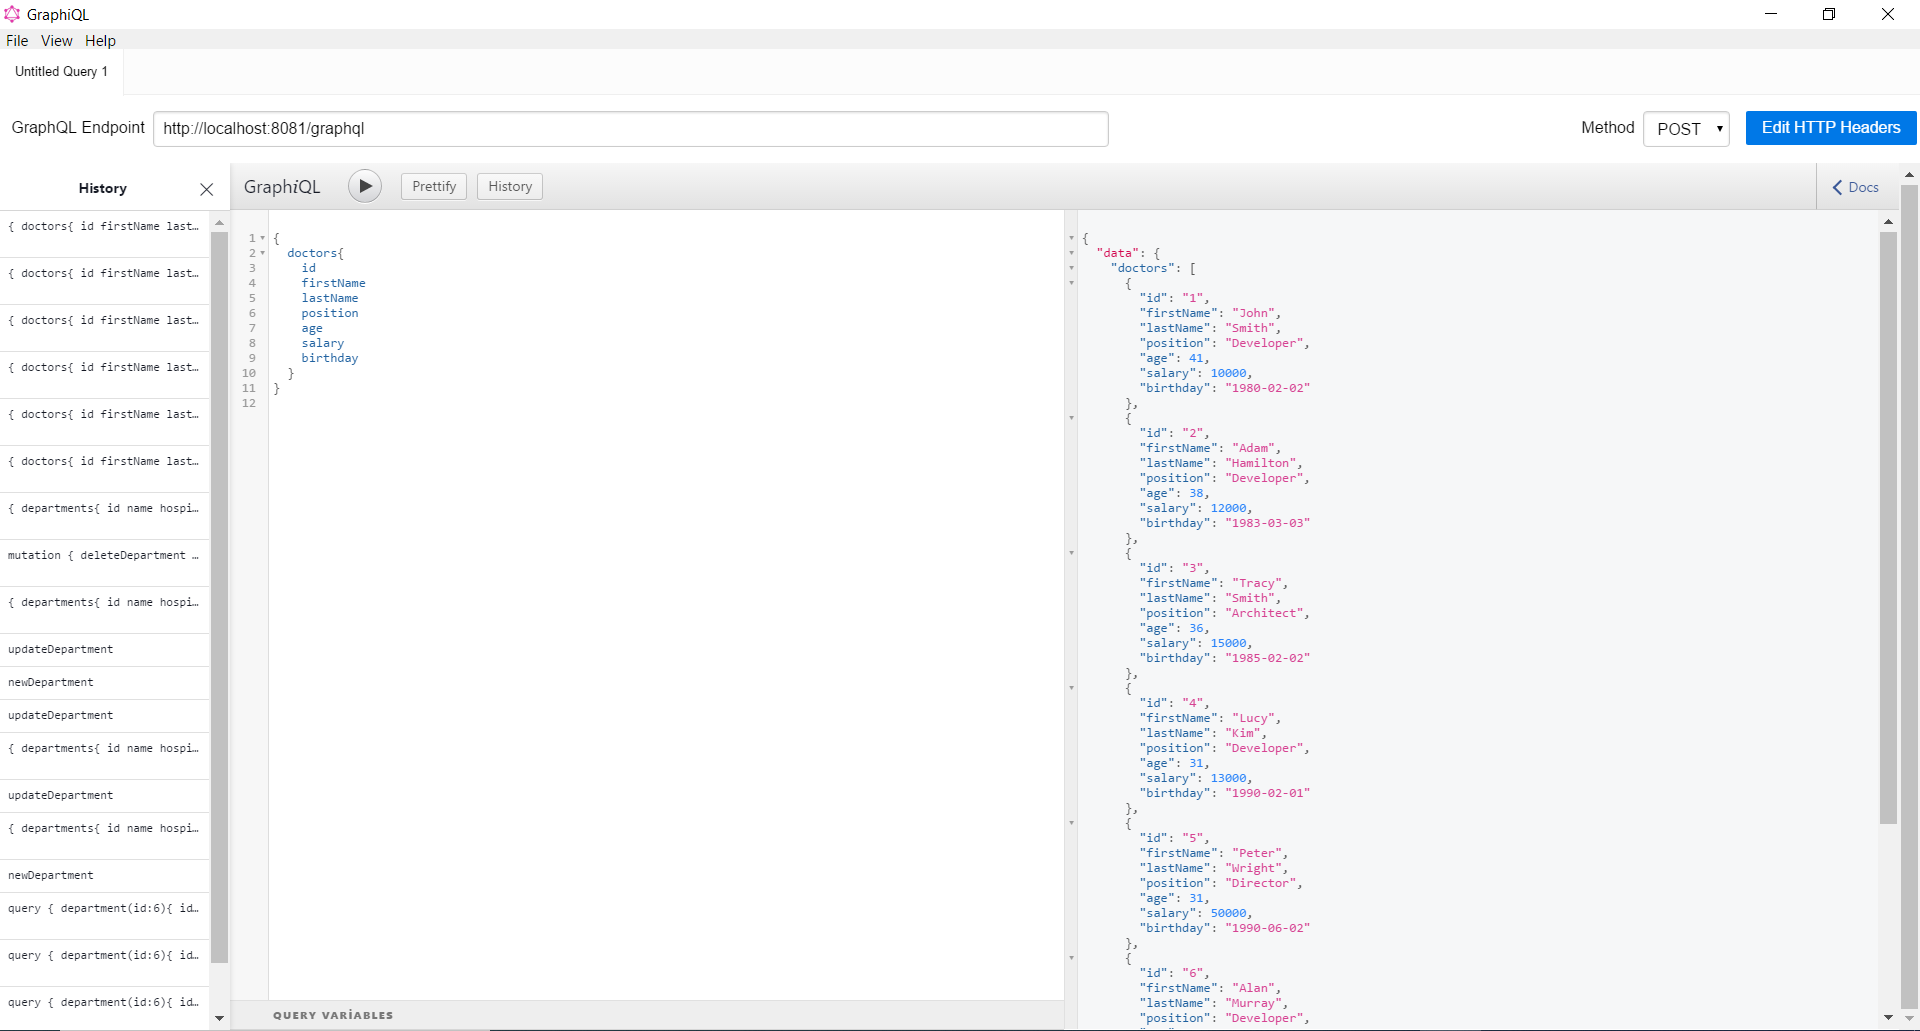 GraphiQL
File View Help
Untitled Query 1
GraphQL Endpoint http://localhost:8081/graphql Method POST Edit HTTP Headers
History
{ doctors{ id firstName last…
{ doctors{ id firstName last…
{ doctors{ id firstName last…
{ doctors{ id firstName last…
{ doctors{ id firstName last…
{ doctors{ id firstName last…
{ departments{ id name hospi…
mutation { deleteDepartment …
{ departments{ id name hospi…
updateDepartment
newDepartment
updateDepartment
{ departments{ id name hospi…
updateDepartment
{ departments{ id name hospi…
newDepartment
query { department(id:6){ id…
query { department(id:6){ id…
query { department(id:6){ id…
GraphiQL Prettify History Docs
1 {
2 doctors{
3 id
4 firstName
5 lastName
6 position
7 age
8 salary
9 birthday
10 }
11 }
12
QUERY VARİABLES
{
"data": {
"doctors": [
{
"id": "1",
"firstName": "John",
"lastName": "Smith",
"position": "Developer",
"age": 41,
"salary": 10000,
"birthday": "1980-02-02"
},
{
"id": "2",
"firstName": "Adam",
"lastName": "Hamilton",
"position": "Developer",
"age": 38,
"salary": 12000,
"birthday": "1983-03-03"
},
{
"id": "3",
"firstName": "Tracy",
"lastName": "Smith",
"position": "Architect",
"age": 36,
"salary": 15000,
"birthday": "1985-02-02"
},
{
"id": "4",
"firstName": "Lucy",
"lastName": "Kim",
"position": "Developer",
"age": 31,
"salary": 13000,
"birthday": "1990-02-01"
},
{
"id": "5",
"firstName": "Peter",
"lastName": "Wright",
"position": "Director",
"age": 31,
"salary": 50000,
"birthday": "1990-06-02"
},
{
"id": "6",
"firstName": "Alan",
"lastName": "Murray",
"position": "Developer",